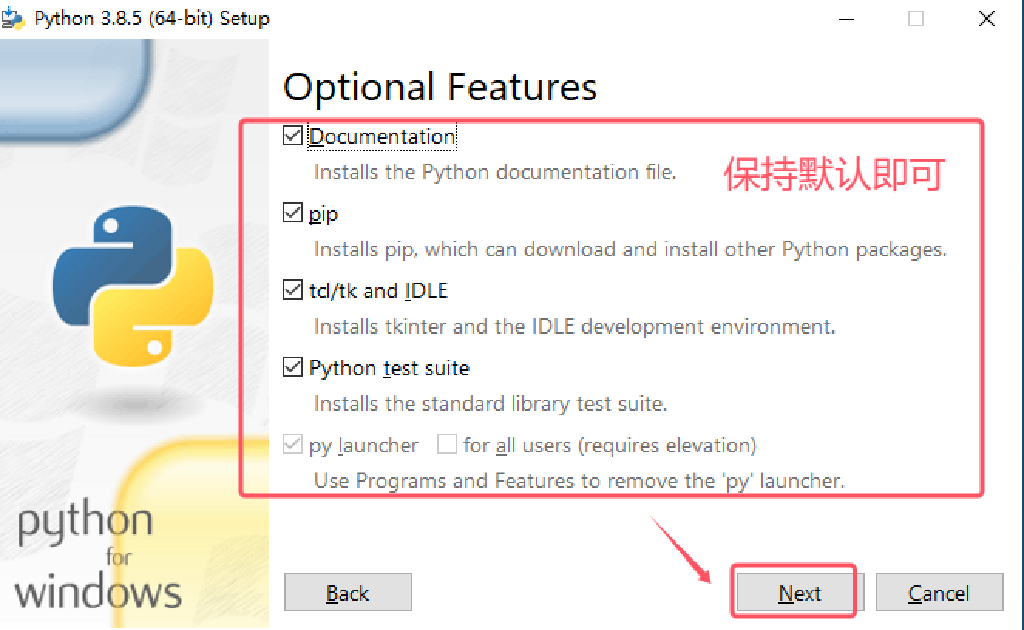 Python 3.8.5 (64-bit) Setup
Optional Features
Documentation
Installs the Python documentation file.
保持默认即可
pip
Installs pip, which can download and install other Python packages.
tcl/tk and IDLE
Installs tkinter and the IDLE development environment.
Python test suite
Installs the standard library test suite.
py launcher for all users (requires elevation)
Use Programs and Features to remove the 'py' launcher.
python
for
windows
Back Next Cancel